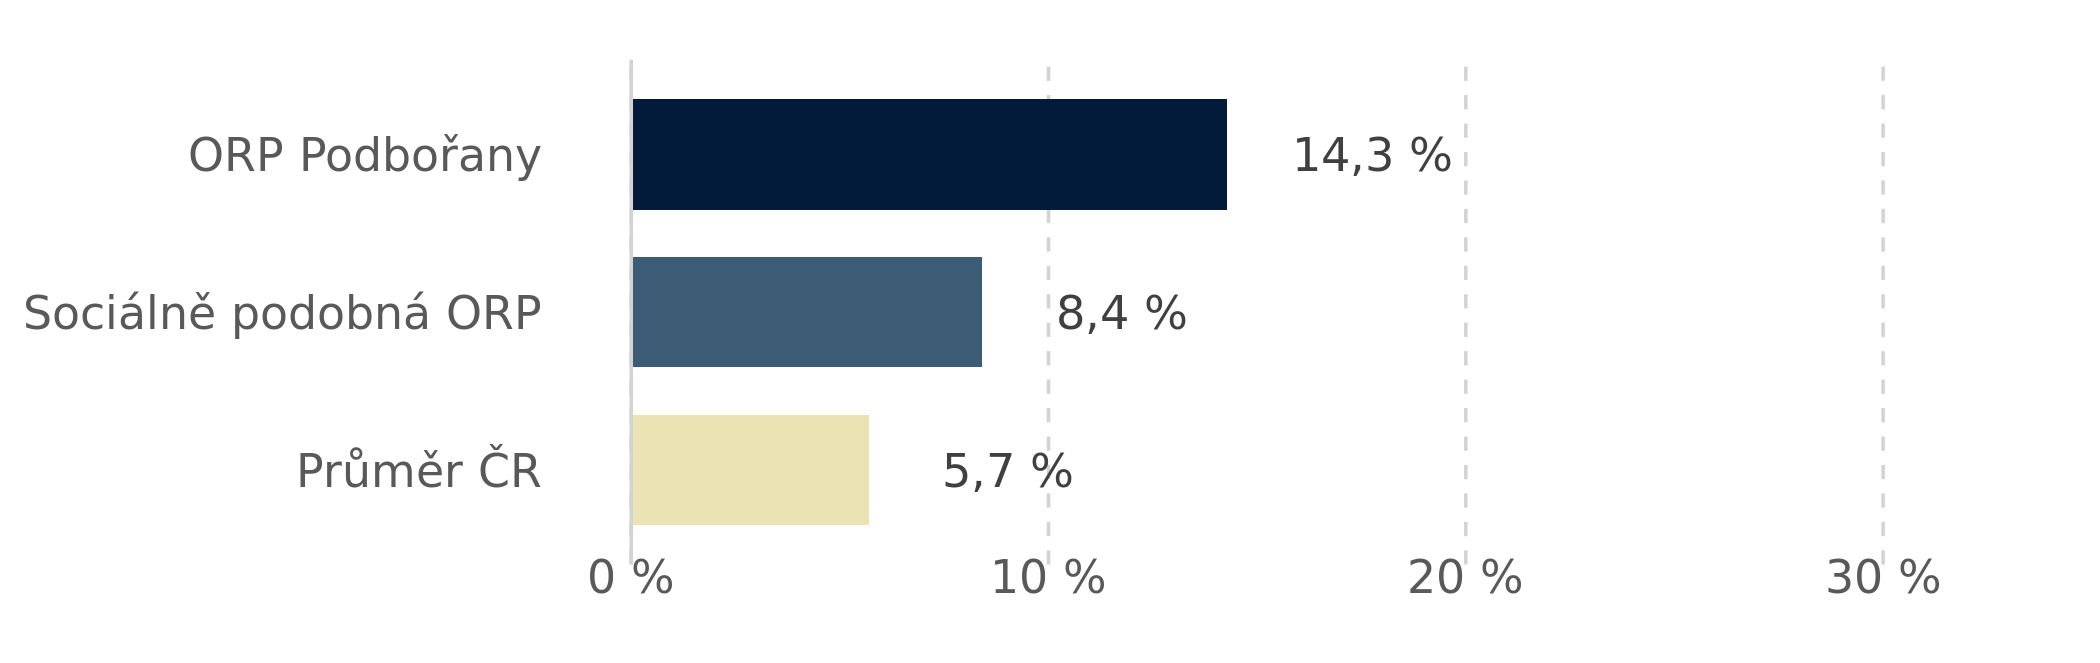 ORP Podbořany 14,3 %
Sociálně podobná ORP 8,4 %
Průměr ČR 5,7 %
0 % 10 % 20 % 30 %